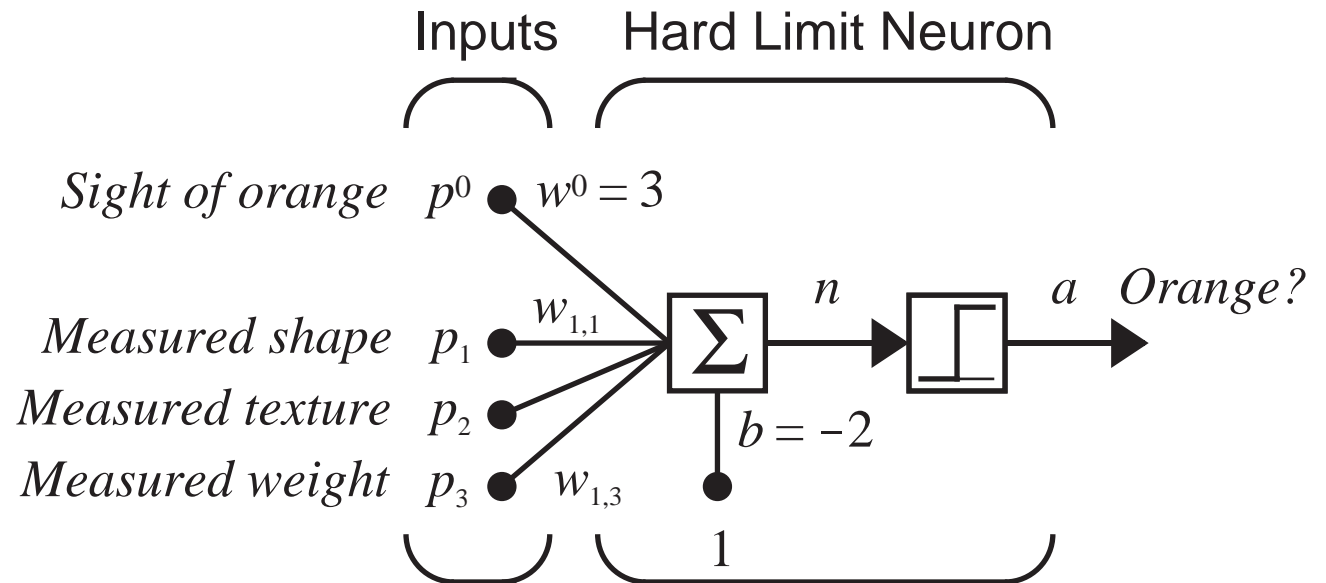 Inputs Hard Limit Neuron
Sight of orange p⁰ w⁰ = 3
w₁,₁ n a Orange?
Measured shape p₁ Σ
Measured texture p₂
b = −2
Measured weight p₃ w₁,₃
1